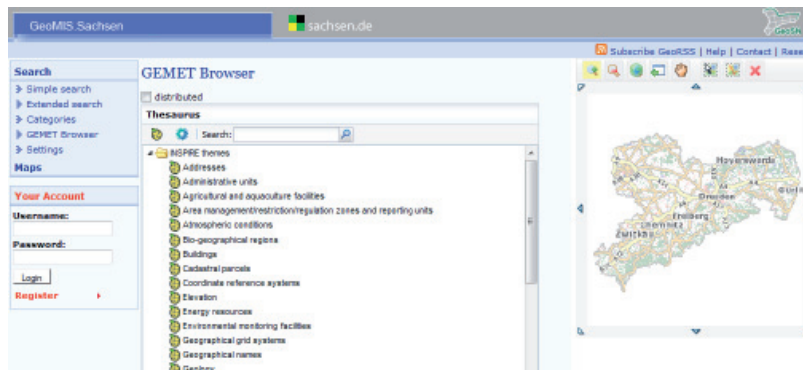 GeoMIS.Sachsen
sachsen.de
Subscribe GeoRSS | Help | Contact |
Search
Simple search
Extended search
Categories
GEMET Browser
Settings
Maps
Your Account
Username:
Password:
Login
Register
GEMET Browser
distributed
Thesaurus
Search:
INSPIRE themes
Addresses
Administrative units
Agricultural and aquaculture facilities
Area management/restriction/regulation zones and reporting units
Atmospheric conditions
Bio-geographical regions
Buildings
Cadastral parcels
Coordinate reference systems
Elevation
Energy resources
Environmental monitoring facilities
Geographical grid systems
Geographical names
Geology
Hoyerswerda
Dresden
Freiberg
Chemnitz
Zwickau